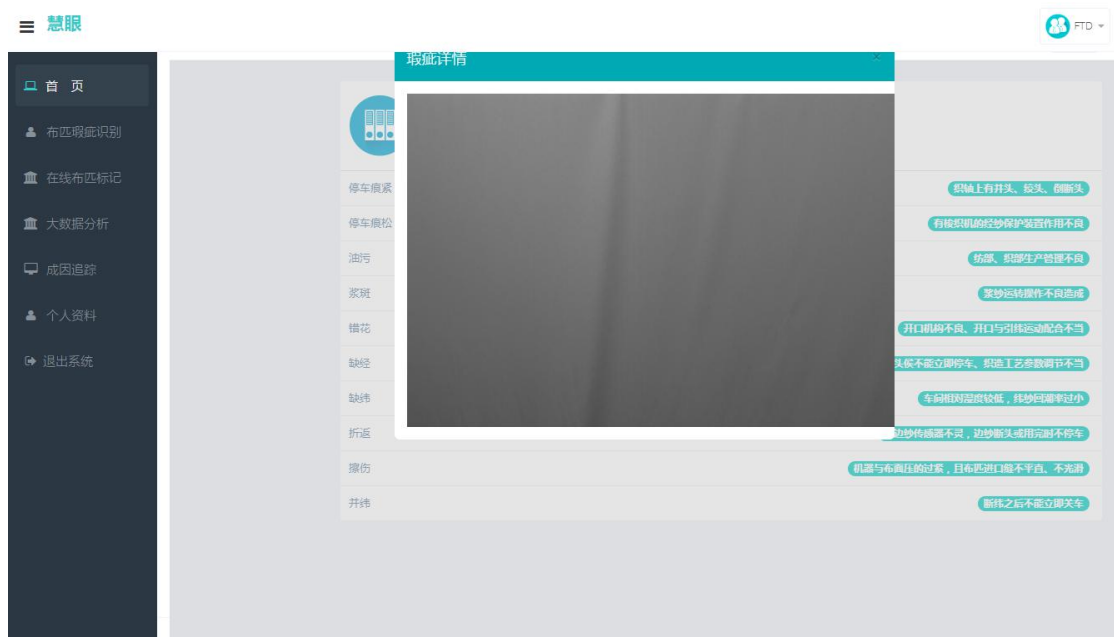 慧眼
FTD
首 页
布匹瑕疵识别
在线布匹标记
大数据分析
成因追踪
个人资料
退出系统
瑕疵详情
×
停车痕紧
织轴上有并头、绞头、倒断头
停车痕松
有梭织机的经纱保护装置作用不良
油污
纺部、织部生产管理不良
浆斑
浆纱运转操作不良造成
错花
开口机构不良、开口与引纬运动配合不当
缺经
头候不能立即停车、织造工艺参数调节不当
缺纬
车间相对湿度较低，纬纱回潮率过小
折返
边纱传感器不灵，边纱断头或用完时不停车
擦伤
机器与布面压的过紧，且布匹进口缝不平直、不光滑
并纬
断纬之后不能立即关车